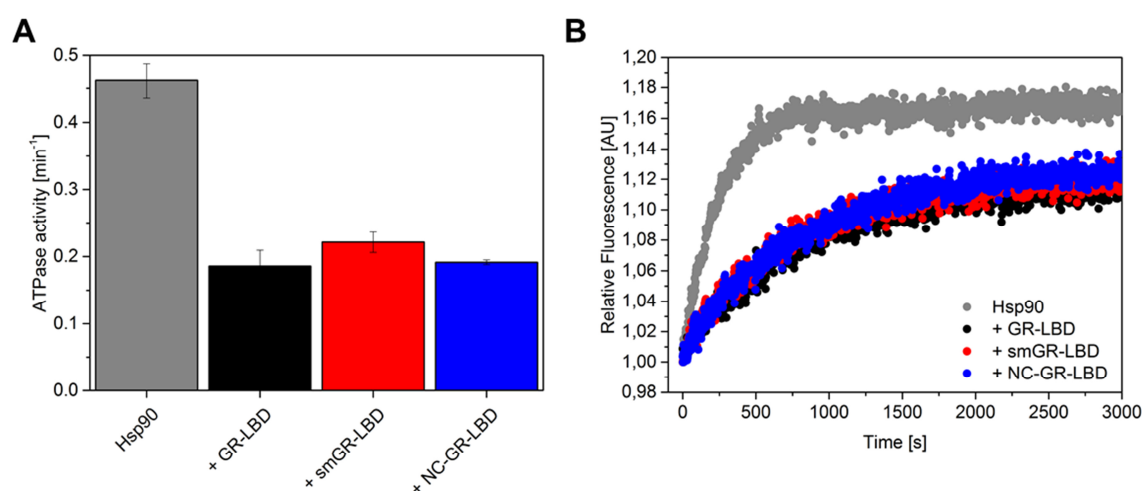 A
ATPase activity [min⁻¹]
0.5
0.4
0.3
0.2
0.1
0.0
Hsp90
+ GR-LBD
+ smGR-LBD
+ NC-GR-LBD
B
Relative Fluorescence [AU]
1,20
1,18
1,16
1,14
1,12
1,10
1,08
1,06
1,04
1,02
1,00
0,98
Hsp90
+ GR-LBD
+ smGR-LBD
+ NC-GR-LBD
0 500 1000 1500 2000 2500 3000
Time [s]